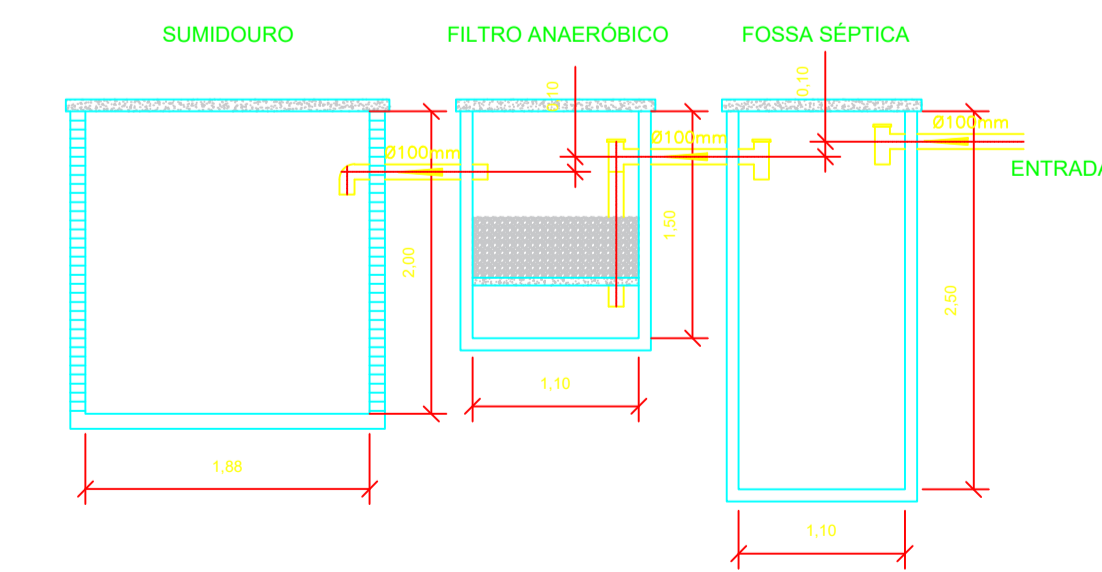 SUMIDOURO
FILTRO ANAERÓBICO
FOSSA SÉPTICA
0,10
0,10
Ø100mm
Ø100mm
Ø100mm
ENTRADA
2,00
1,50
2,50
1,88
1,10
1,10